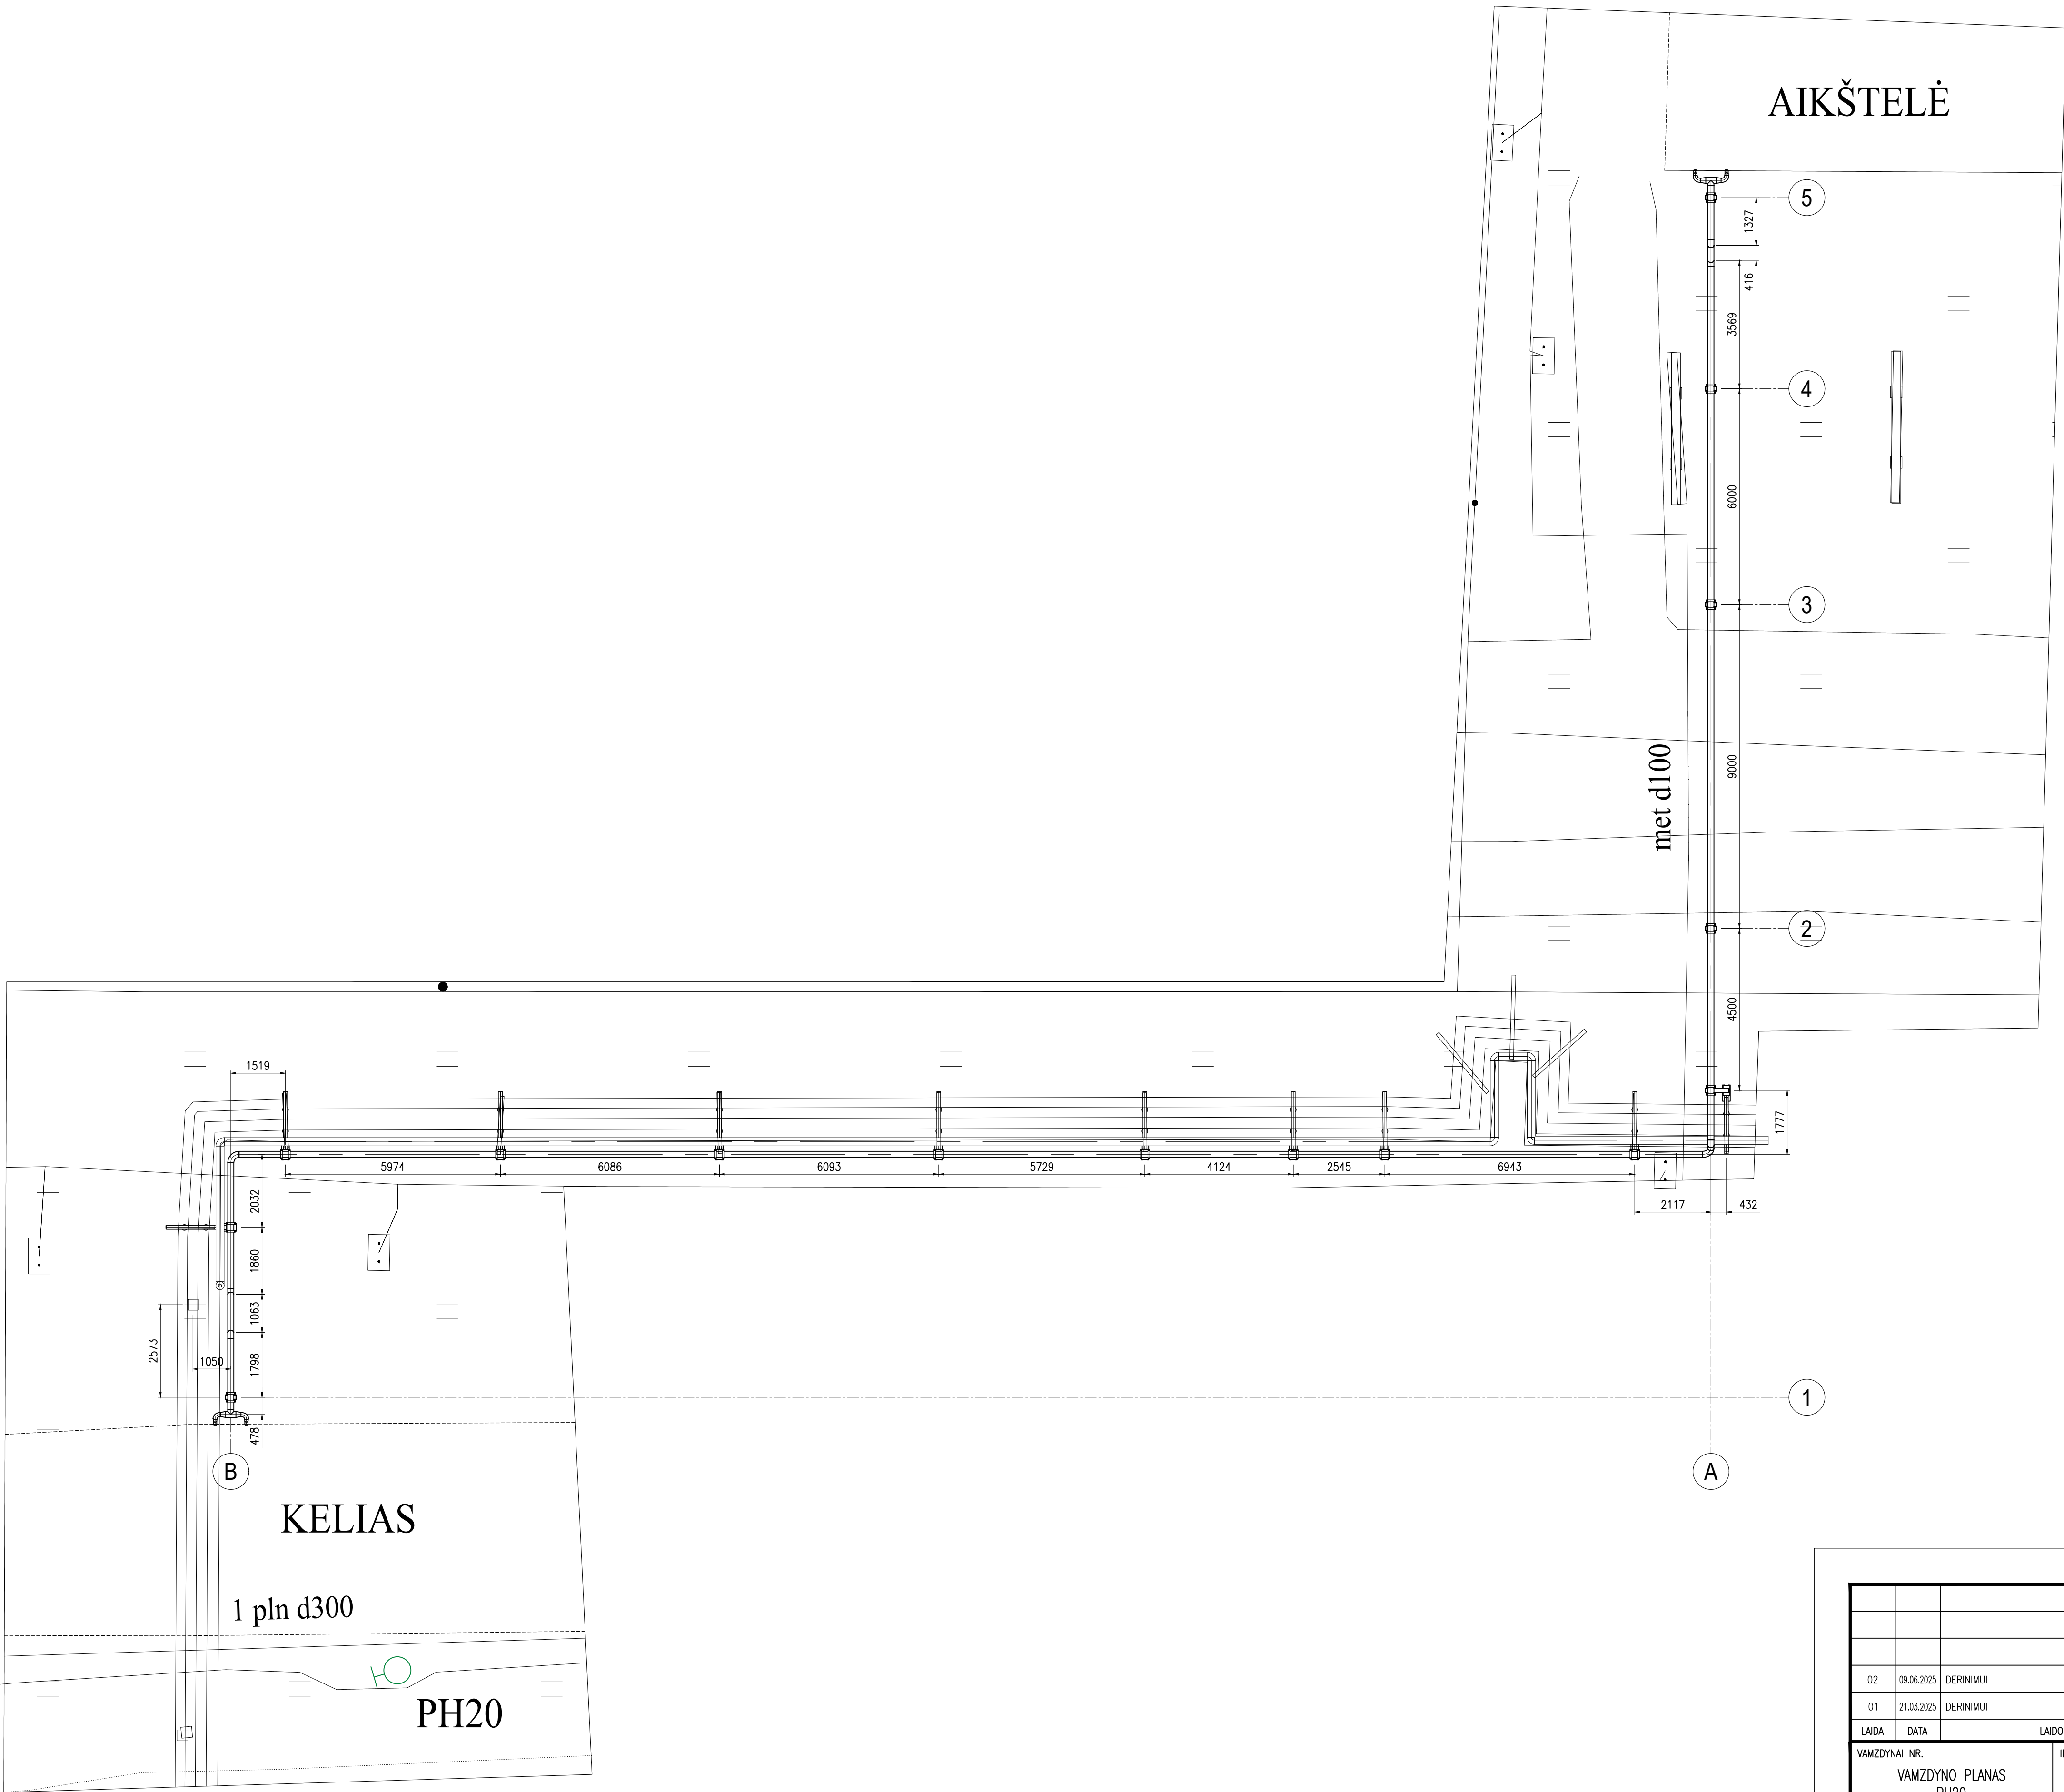 AIKŠTELĖ
5
1327
416
3569
4
6000
3
met d100
9000
2
4500
1519
1777
5974
6086
6093
5729
4124
2545
6943
2032
2117
432
1860
1063
2573
1050
1798
1
478
B
A
KELIAS
1 pln d300
PH20
02 09.06.2025 DERINIMUI
01 21.03.2025 DERINIMUI
LAIDA DATA
VAMZDYNAI NR.
VAMZDYNO PLANAS